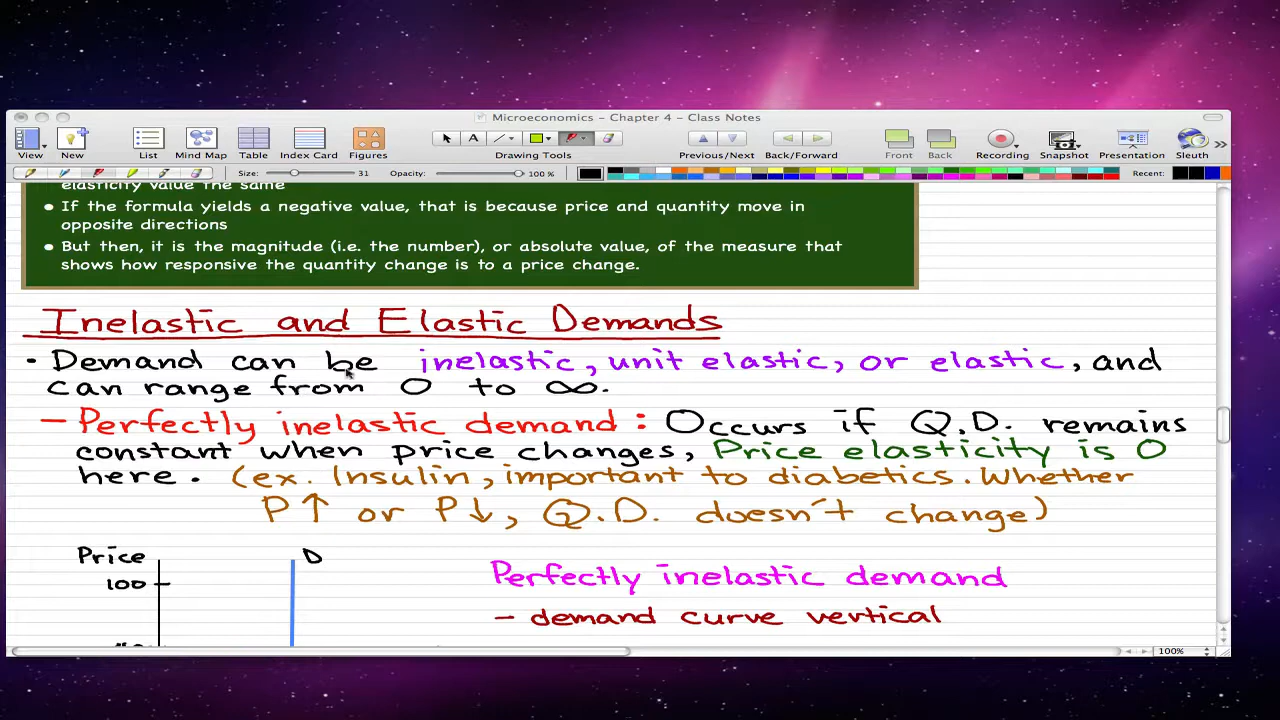 Microeconomics - Chapter 4 - Class Notes
View New List Mind Map Table Index Card Figures Drawing Tools Previous/Next Back/Forward Front Back Recording Snapshot Presentation Sleuth
Size: 31 Opacity: 100 % Recent:
elasticity value the same
• If the formula yields a negative value, that is because price and quantity move in
opposite directions
• But then, it is the magnitude (i.e. the number), or absolute value, of the measure that
shows how responsive the quantity change is to a price change.
Inelastic and Elastic Demands
• Demand can be inelastic, unit elastic, or elastic, and
can range from 0 to ∞.
- Perfectly inelastic demand: Occurs if Q.D. remains
constant when price changes, Price elasticity is 0
here. (ex. Insulin, important to diabetics. Whether
P↑ or P↓, Q.D. doesn't change)
Price D
100
Perfectly inelastic demand
- demand curve vertical
100%